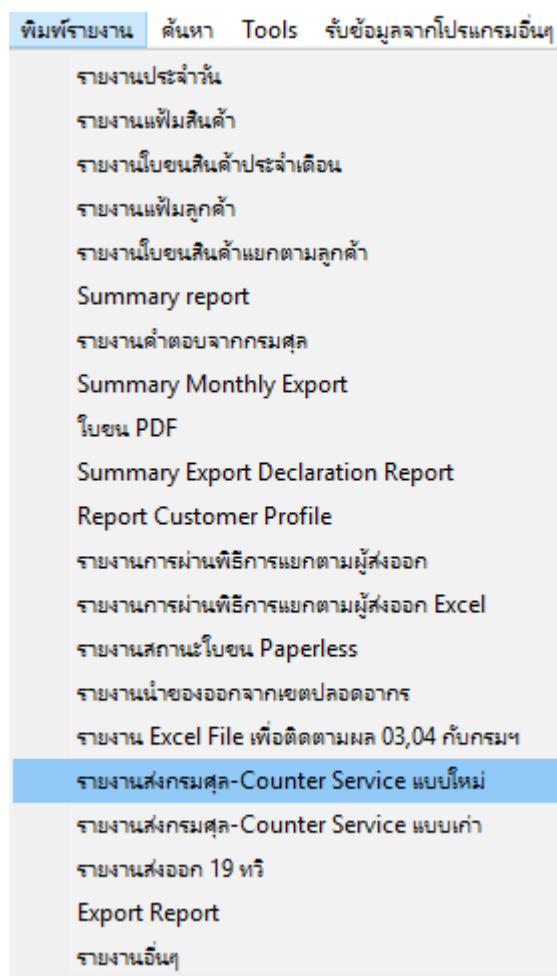 พิมพ์รายงาน ค้นหา Tools รับข้อมูลจากโปรแกรมอื่นๆ
รายงานประจำวัน
รายงานแฟ้มสินค้า
รายงานใบขนสินค้าประจำเดือน
รายงานแฟ้มลูกค้า
รายงานใบขนสินค้าแยกตามลูกค้า
Summary report
รายงานคำตอบจากกรมศุล
Summary Monthly Export
ใบขน PDF
Summary Export Declaration Report
Report Customer Profile
รายงานการผ่านพิธีการแยกตามผู้ส่งออก
รายงานการผ่านพิธีการแยกตามผู้ส่งออก Excel
รายงานสถานะใบขน Paperless
รายงานนำของออกจากเขตปลอดอากร
รายงาน Excel File เพื่อติดตามผล 03,04 กับกรมฯ
รายงานส่งกรมศุล-Counter Service แบบใหม่
รายงานส่งกรมศุล-Counter Service แบบเก่า
รายงานส่งออก 19 ทวิ
Export Report
รายงานอื่นๆ